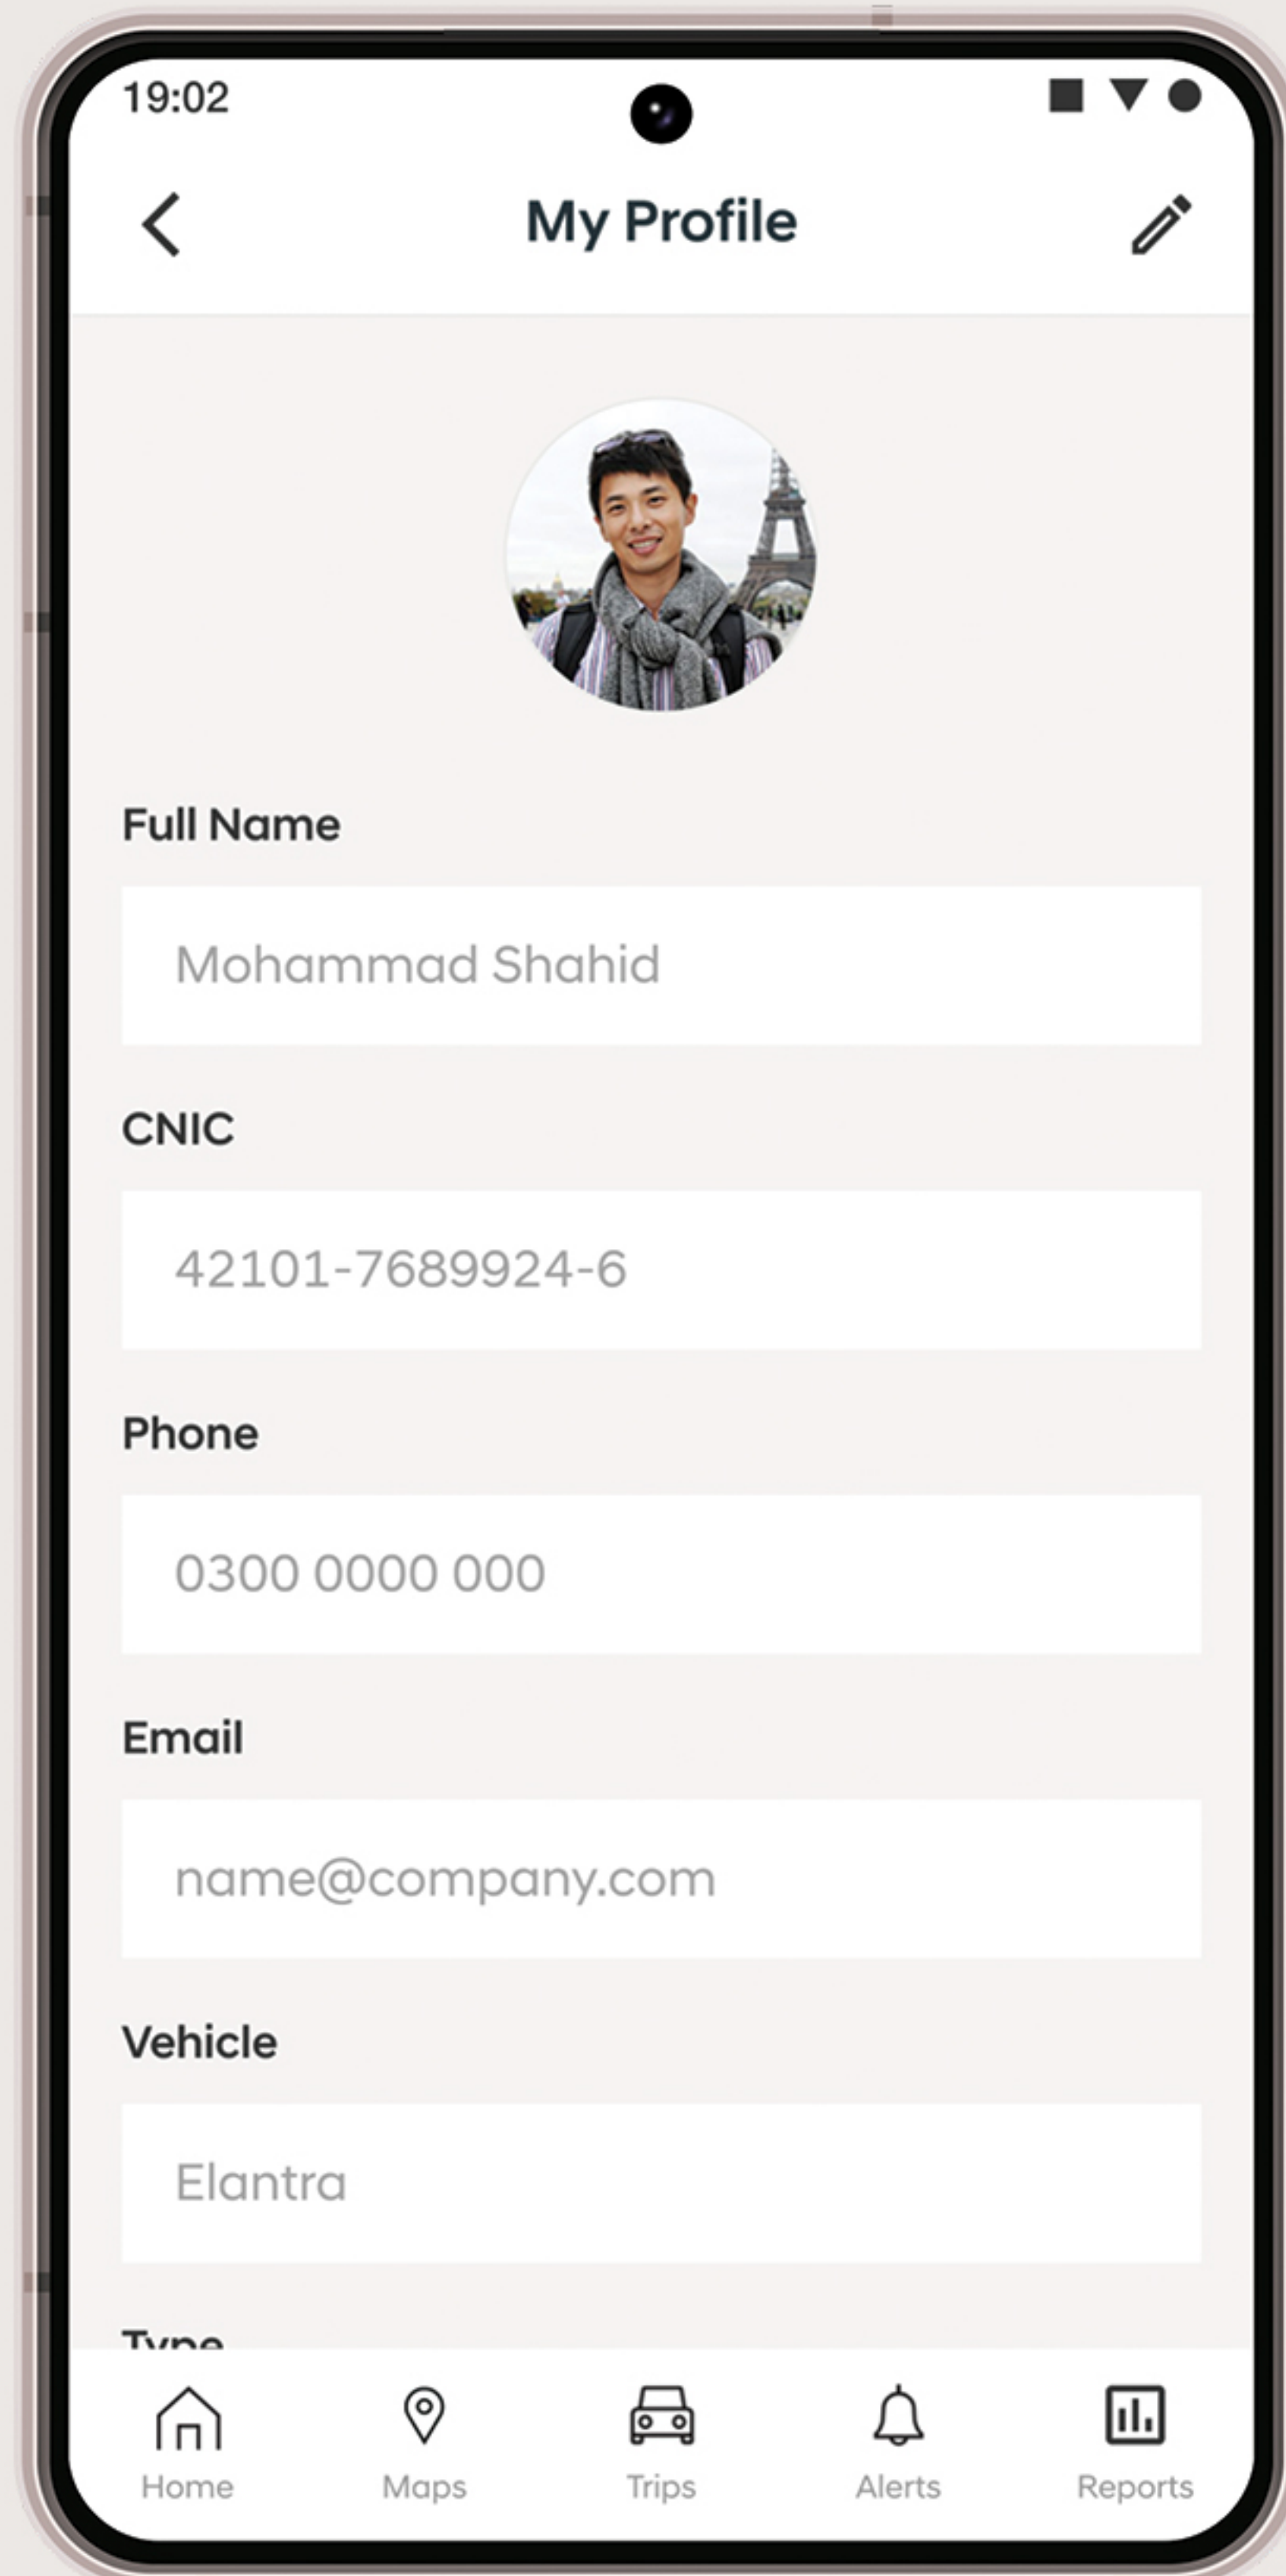 19:02
My Profile
Full Name
Mohammad Shahid
CNIC
42101-7689924-6
Phone
0300 0000 000
Email
name@company.com
Vehicle
Elantra
Type
Home Maps Trips Alerts Reports